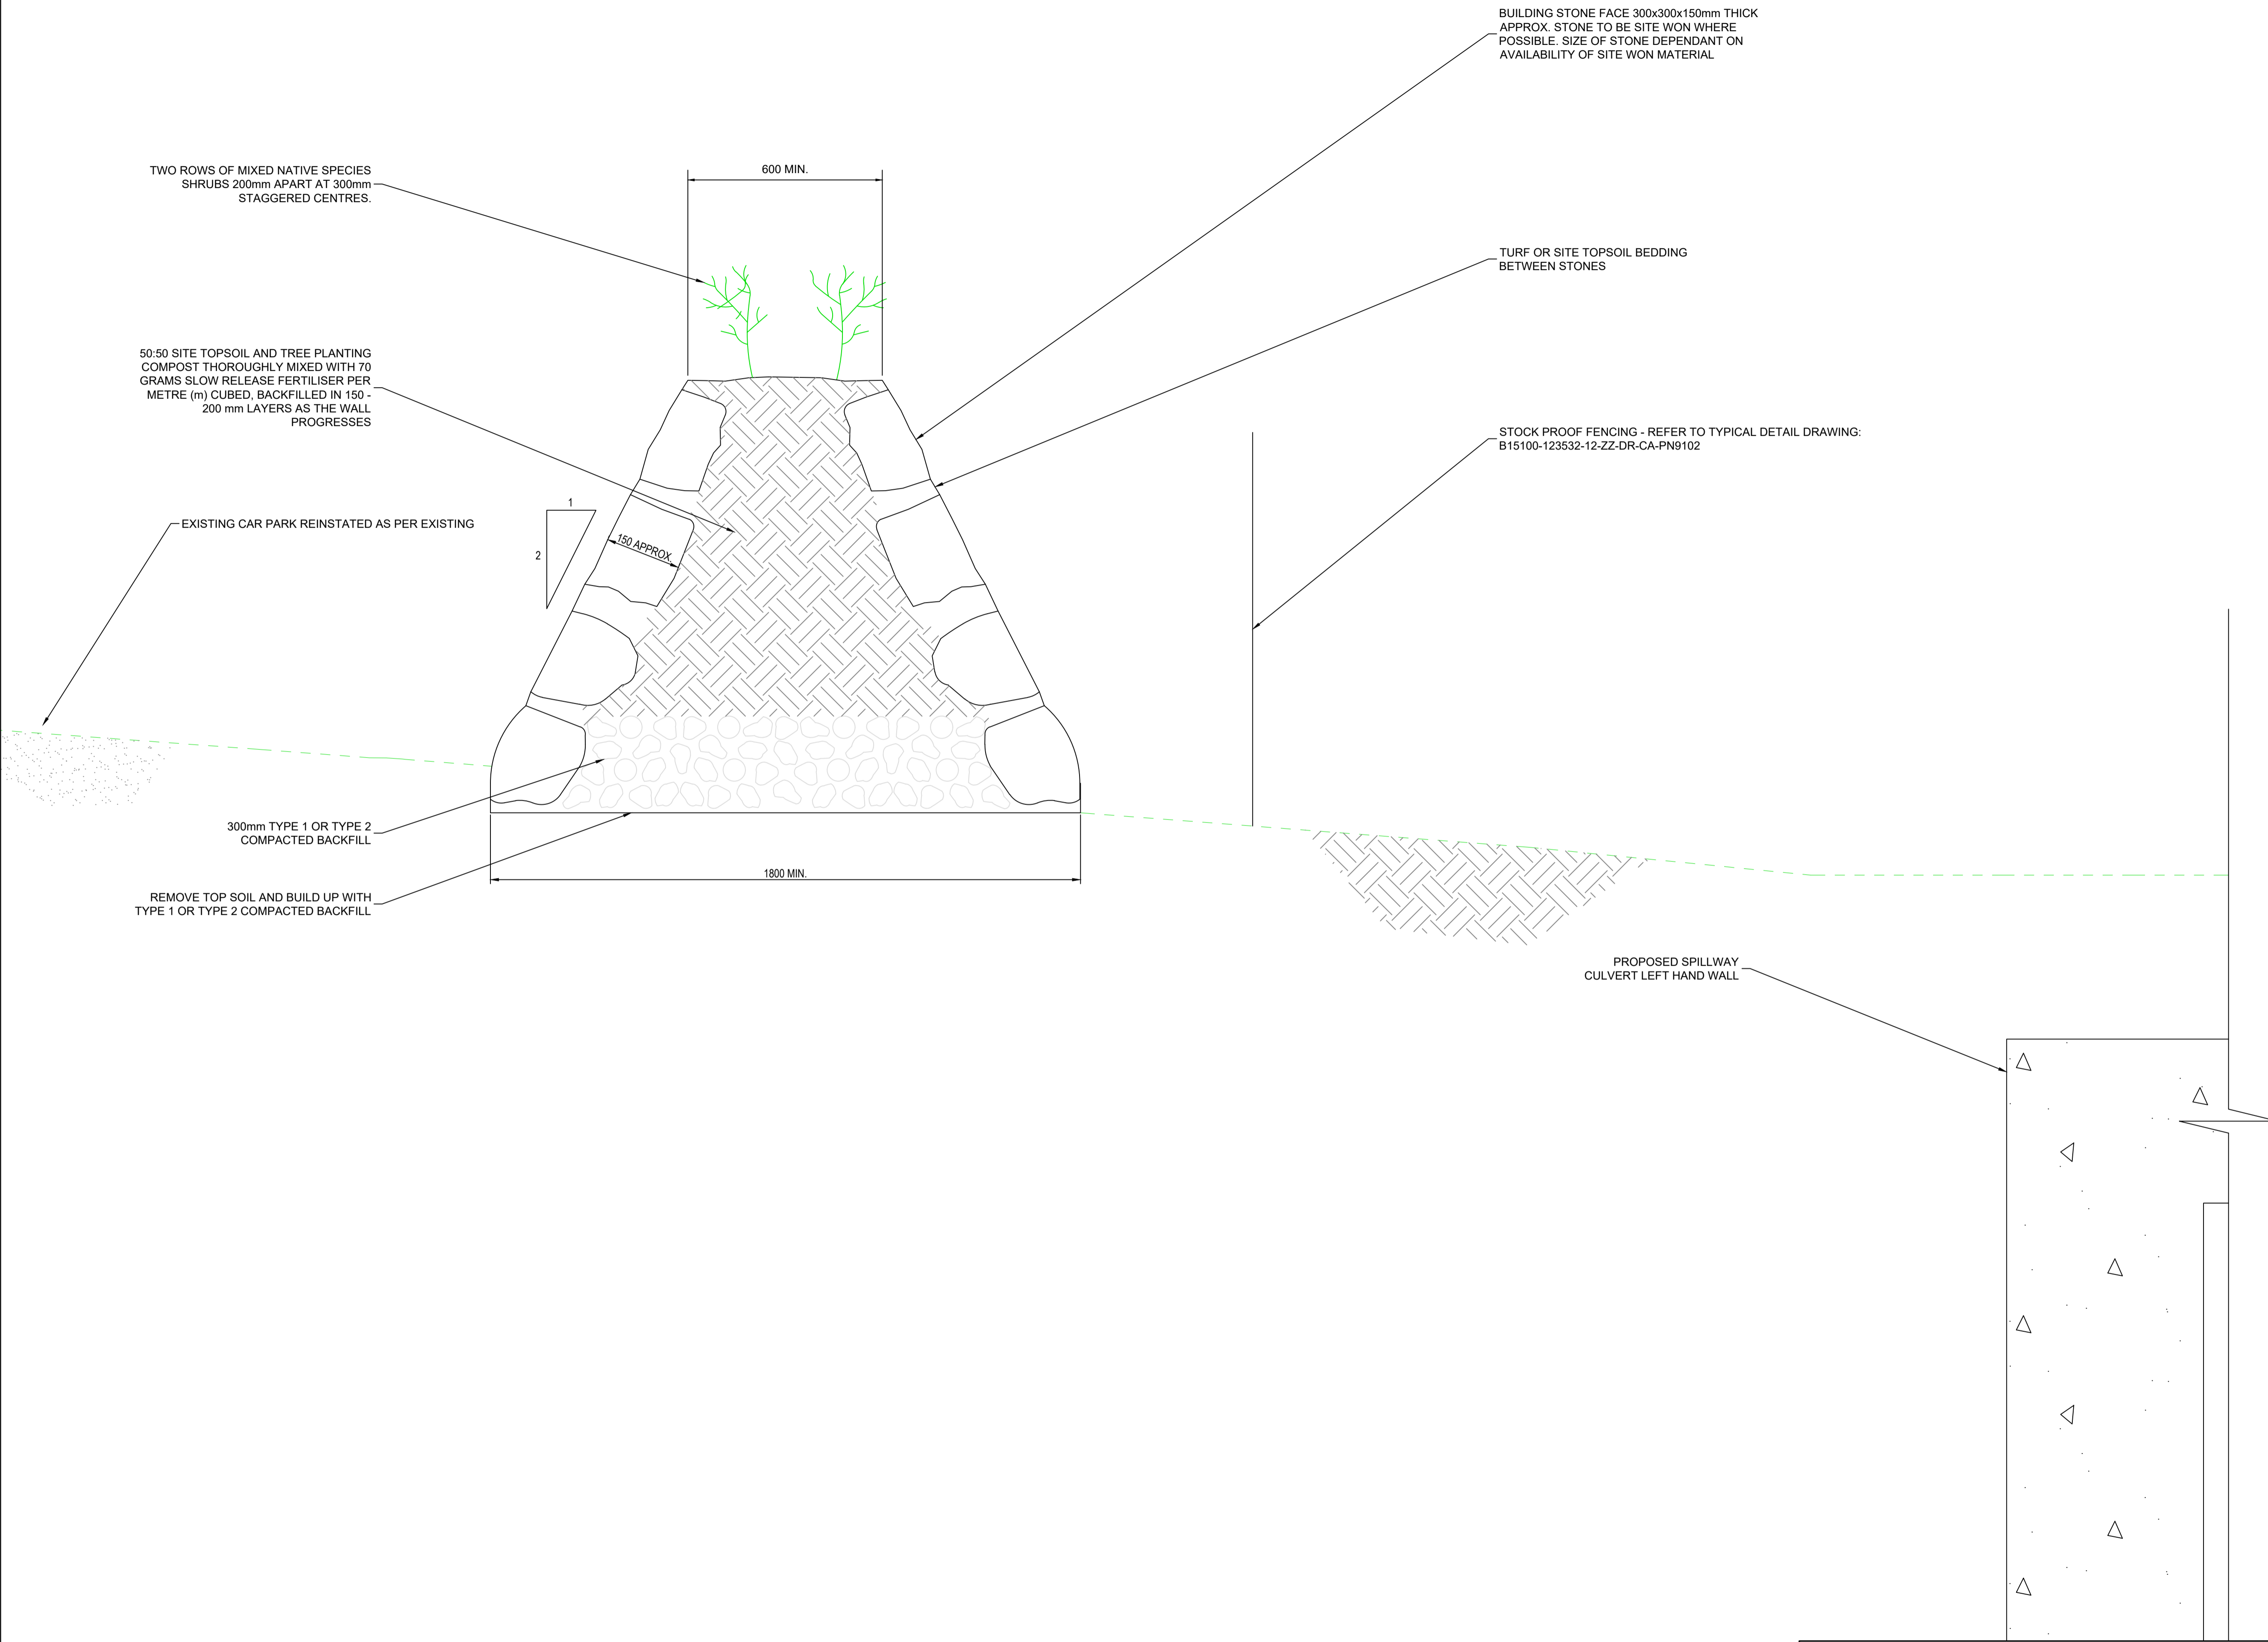 BUILDING STONE FACE 300x300x150mm THICK
APPROX. STONE TO BE SITE WON WHERE
POSSIBLE. SIZE OF STONE DEPENDANT ON
AVAILABILITY OF SITE WON MATERIAL
TWO ROWS OF MIXED NATIVE SPECIES
SHRUBS 200mm APART AT 300mm
STAGGERED CENTRES.
600 MIN.
TURF OR SITE TOPSOIL BEDDING
BETWEEN STONES
50:50 SITE TOPSOIL AND TREE PLANTING
COMPOST THOROUGHLY MIXED WITH 70
GRAMS SLOW RELEASE FERTILISER PER
METRE (m) CUBED, BACKFILLED IN 150 -
200 mm LAYERS AS THE WALL
PROGRESSES
STOCK PROOF FENCING - REFER TO TYPICAL DETAIL DRAWING:
B15100-123532-12-ZZ-DR-CA-PN9102
EXISTING CAR PARK REINSTATED AS PER EXISTING
1
2
150 APPROX.
300mm TYPE 1 OR TYPE 2
COMPACTED BACKFILL
1800 MIN.
REMOVE TOP SOIL AND BUILD UP WITH
TYPE 1 OR TYPE 2 COMPACTED BACKFILL
PROPOSED SPILLWAY
CULVERT LEFT HAND WALL